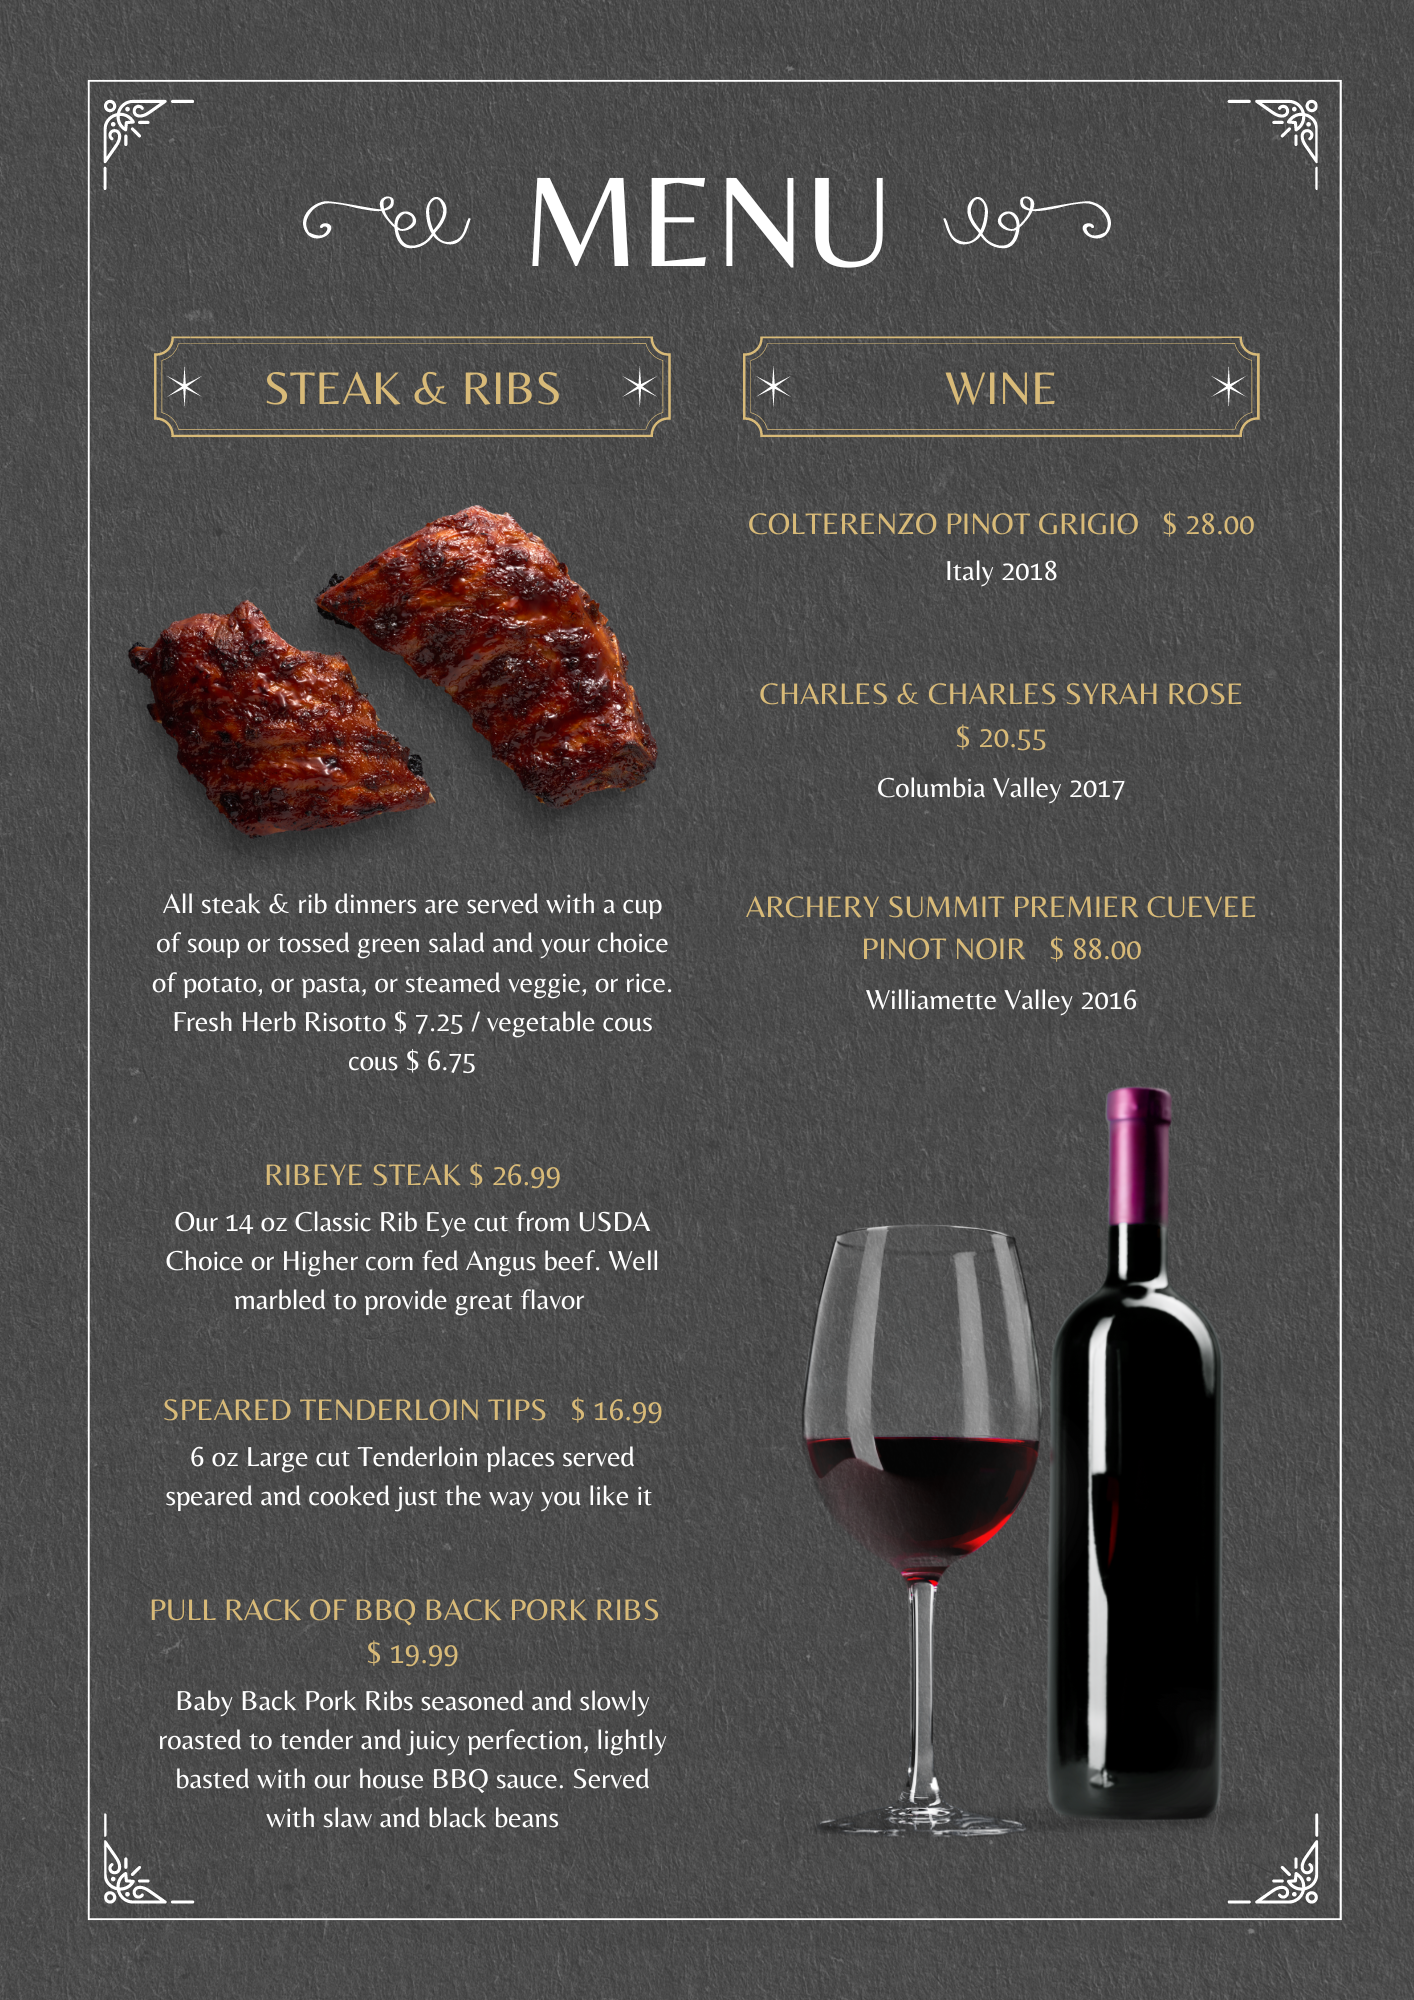 MENU
STEAK & RIBS
All steak & rib dinners are served with a cup
of soup or tossed green salad and your choice
of potato, or pasta, or steamed veggie, or rice.
Fresh Herb Risotto $ 7.25 / vegetable cous
cous $ 6.75
RIBEYE STEAK $ 26.99
Our 14 oz Classic Rib Eye cut from USDA
Choice or Higher corn fed Angus beef. Well
marbled to provide great flavor
SPEARED TENDERLOIN TIPS $ 16.99
6 oz Large cut Tenderloin places served
speared and cooked just the way you like it
PULL RACK OF BBQ BACK PORK RIBS
$ 19.99
Baby Back Pork Ribs seasoned and slowly
roasted to tender and juicy perfection, lightly
basted with our house BBQ sauce. Served
with slaw and black beans
WINE
COLTERENZO PINOT GRIGIO $ 28.00
Italy 2018
CHARLES & CHARLES SYRAH ROSE
$ 20.55
Columbia Valley 2017
ARCHERY SUMMIT PREMIER CUEVEE
PINOT NOIR $ 88.00
Williamette Valley 2016